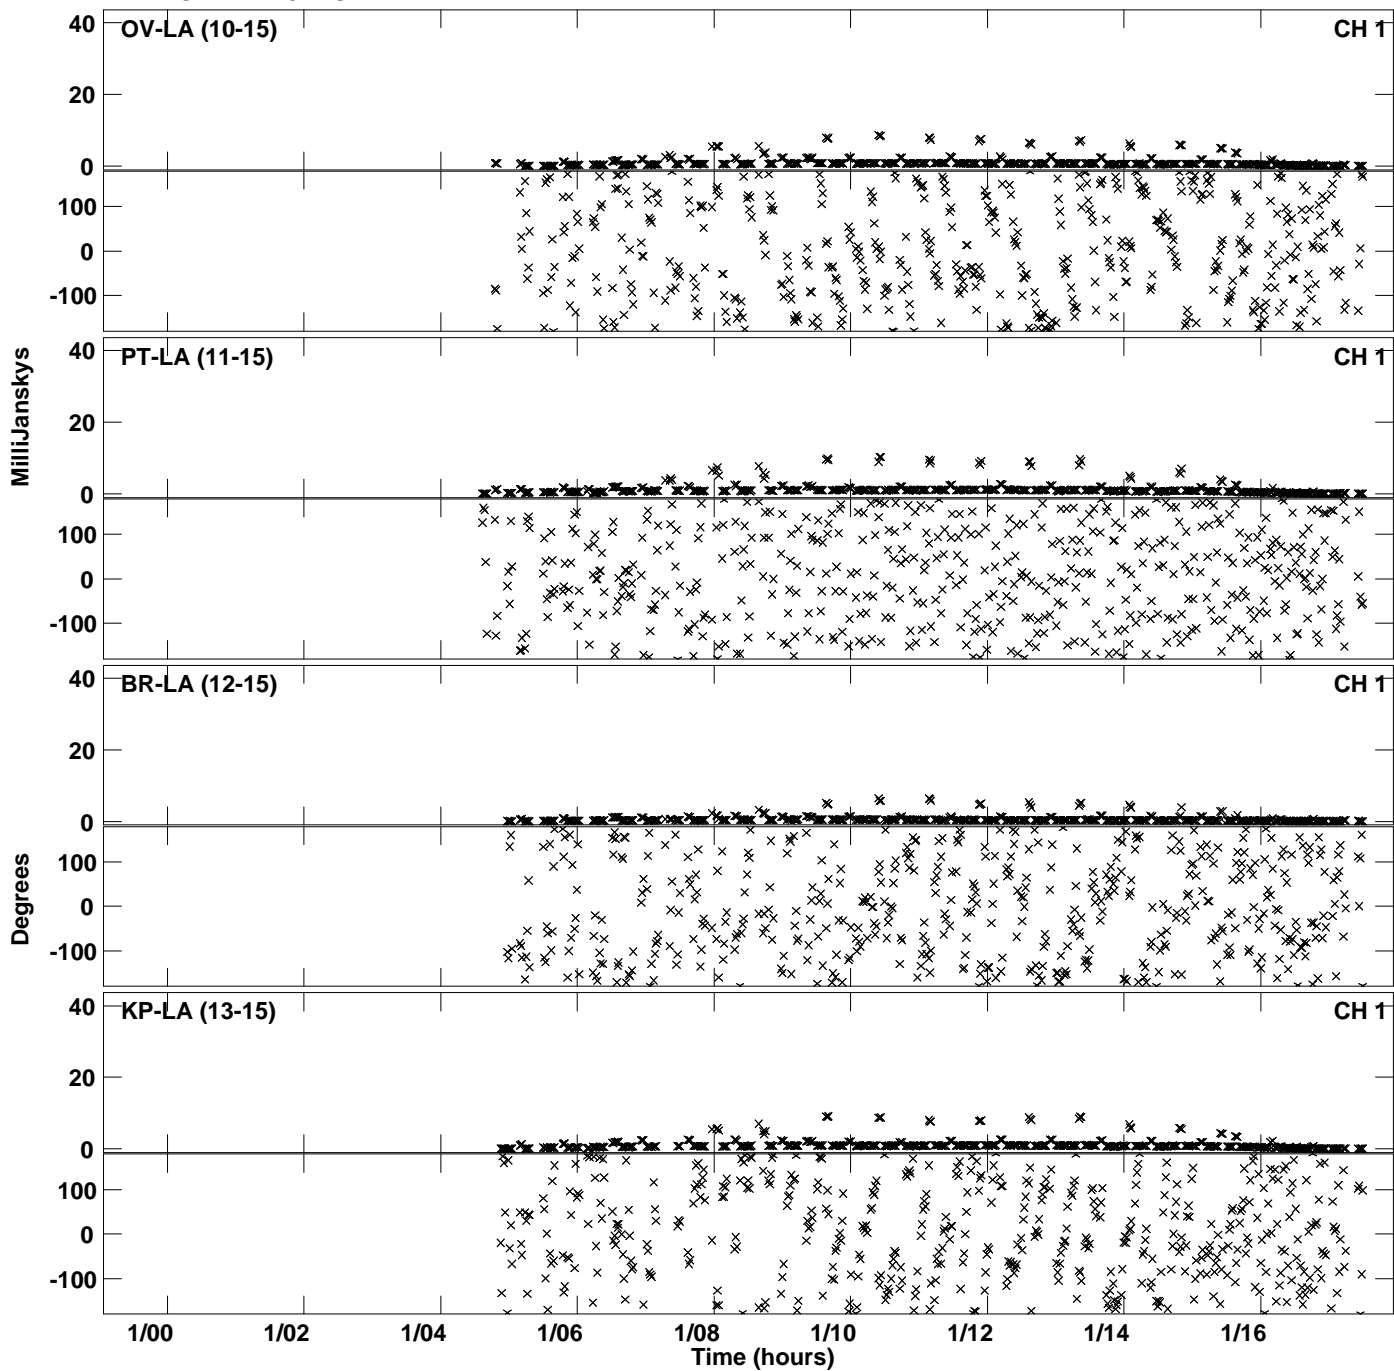 40 OV-LA (10-15) CH 1
20
0
100
0
-100
40 PT-LA (11-15) CH 1
20
0
100
0
-100
MilliJanskys
40 BR-LA (12-15) CH 1
20
0
100
0
-100
Degrees
40 KP-LA (13-15) CH 1
20
0
100
0
-100
1/00 1/02 1/04 1/06 1/08 1/10 1/12 1/14 1/16
Time (hours)